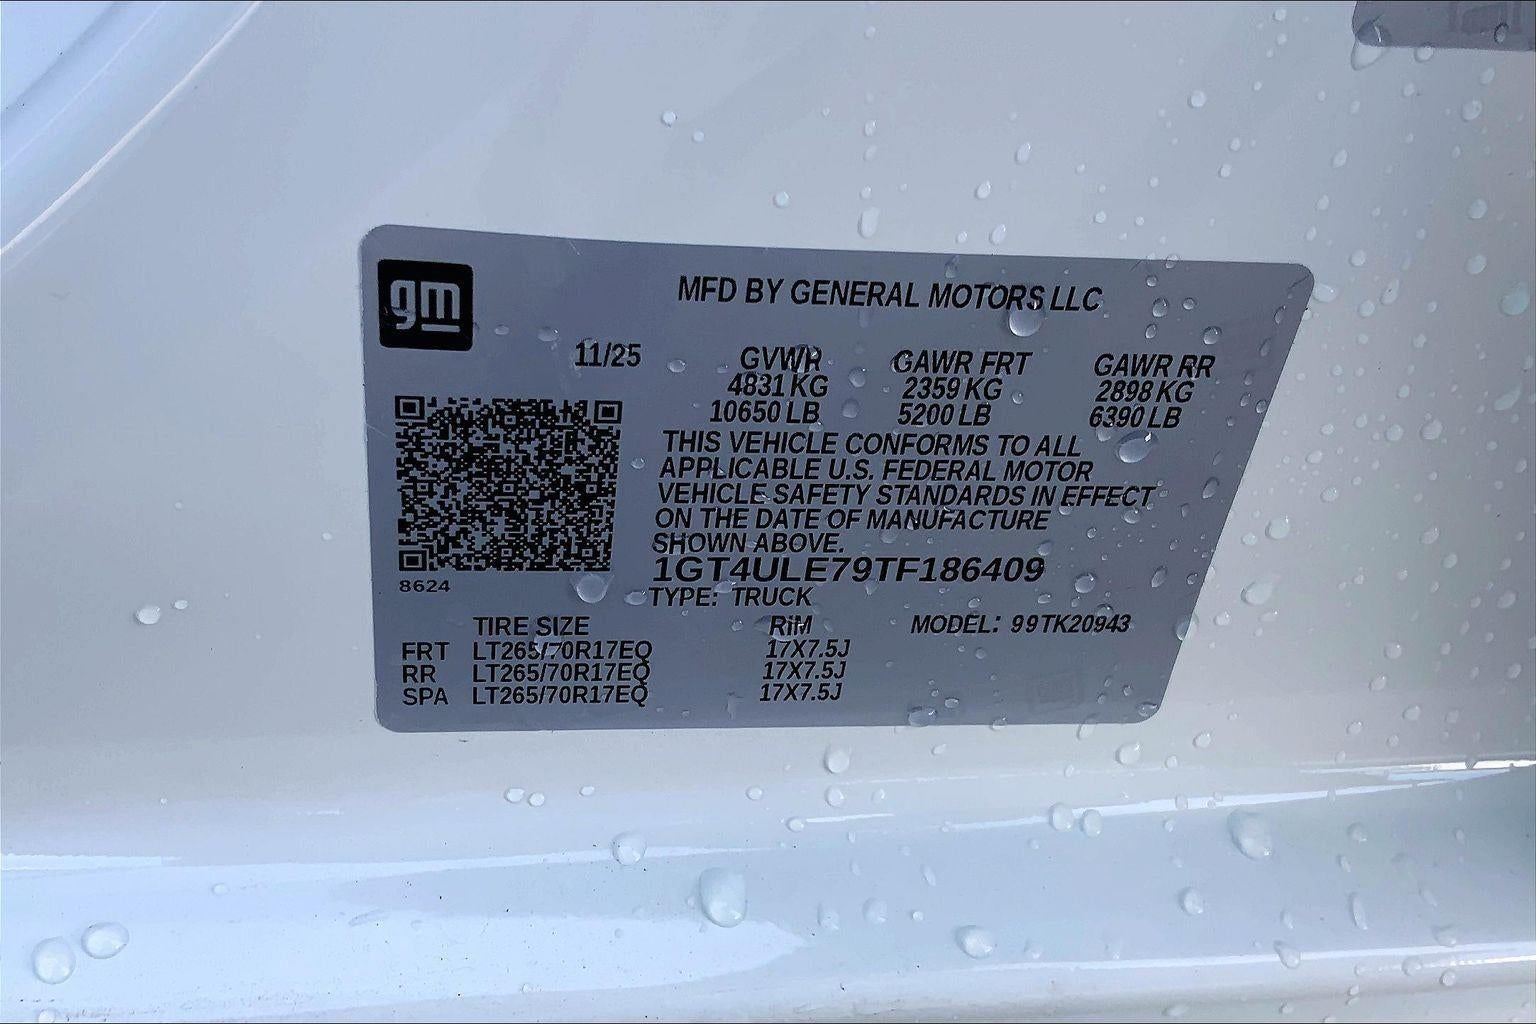 gm
MFD BY GENERAL MOTORS LLC
11/25 GVWR GAWR FRT GAWR RR
4831 KG 2359 KG 2898 KG
10650 LB 5200 LB 6390 LB
THIS VEHICLE CONFORMS TO ALL
APPLICABLE U.S. FEDERAL MOTOR
VEHICLE SAFETY STANDARDS IN EFFECT
ON THE DATE OF MANUFACTURE
SHOWN ABOVE.
1GT4ULE79TF186409
8624
TYPE: TRUCK
TIRE SIZE RIM MODEL: 99TK20943
FRT LT265/70R17EQ 17X7.5J
RR LT265/70R17EQ 17X7.5J
SPA LT265/70R17EQ 17X7.5J